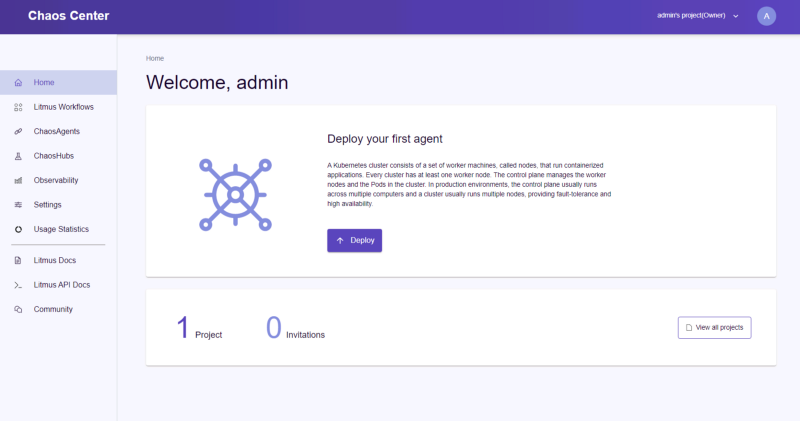 Chaos Center
admin's project(Owner)
A
Home
Litmus Workflows
ChaosAgents
ChaosHubs
Observability
Settings
Usage Statistics
Litmus Docs
Litmus API Docs
Community
Home
Welcome, admin
Deploy your first agent
A Kubernetes cluster consists of a set of worker machines, called nodes, that run containerized
applications. Every cluster has at least one worker node. The control plane manages the worker
nodes and the Pods in the cluster. In production environments, the control plane usually runs
across multiple computers and a cluster usually runs multiple nodes, providing fault-tolerance and
high availability.
Deploy
1 Project
0 Invitations
View all projects